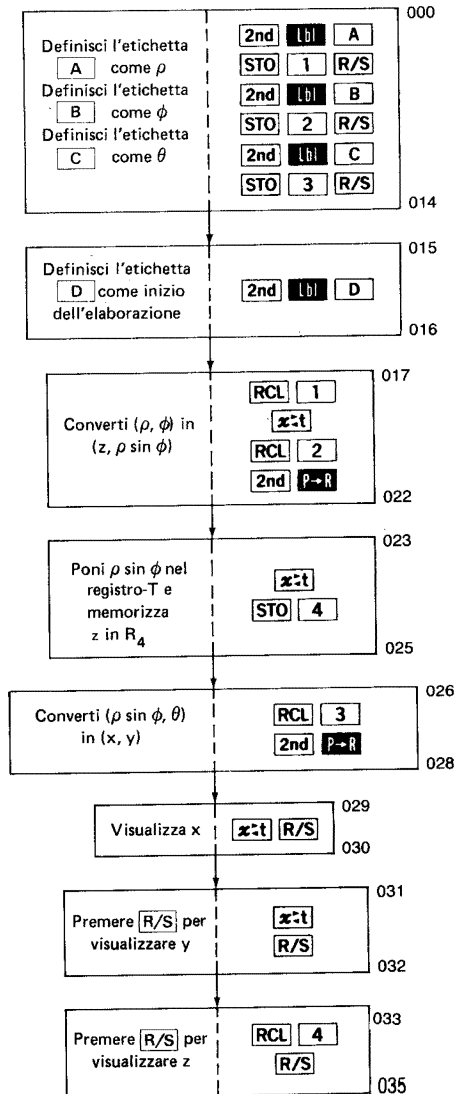 000
Definisci l'etichetta
A come ρ
Definisci l'etichetta
B come ϕ
Definisci l'etichetta
C come θ
2nd Lbl A
STO 1 R/S
2nd Lbl B
STO 2 R/S
2nd Lbl C
STO 3 R/S
014
015
Definisci l'etichetta
D come inizio
dell'elaborazione
2nd Lbl D
016
017
Converti (ρ, ϕ) in
(z, ρ sin ϕ)
RCL 1
x⇄t
RCL 2
2nd P→R
022
023
Poni ρ sin ϕ nel
registro-T e
memorizza
z in R4
x⇄t
STO 4
025
026
Converti (ρ sin ϕ, θ)
in (x, y)
RCL 3
2nd P→R
028
029
Visualizza x
x⇄t R/S
030
031
Premere R/S per
visualizzare y
x⇄t
R/S
032
033
Premere R/S per
visualizzare z
RCL 4
R/S
035